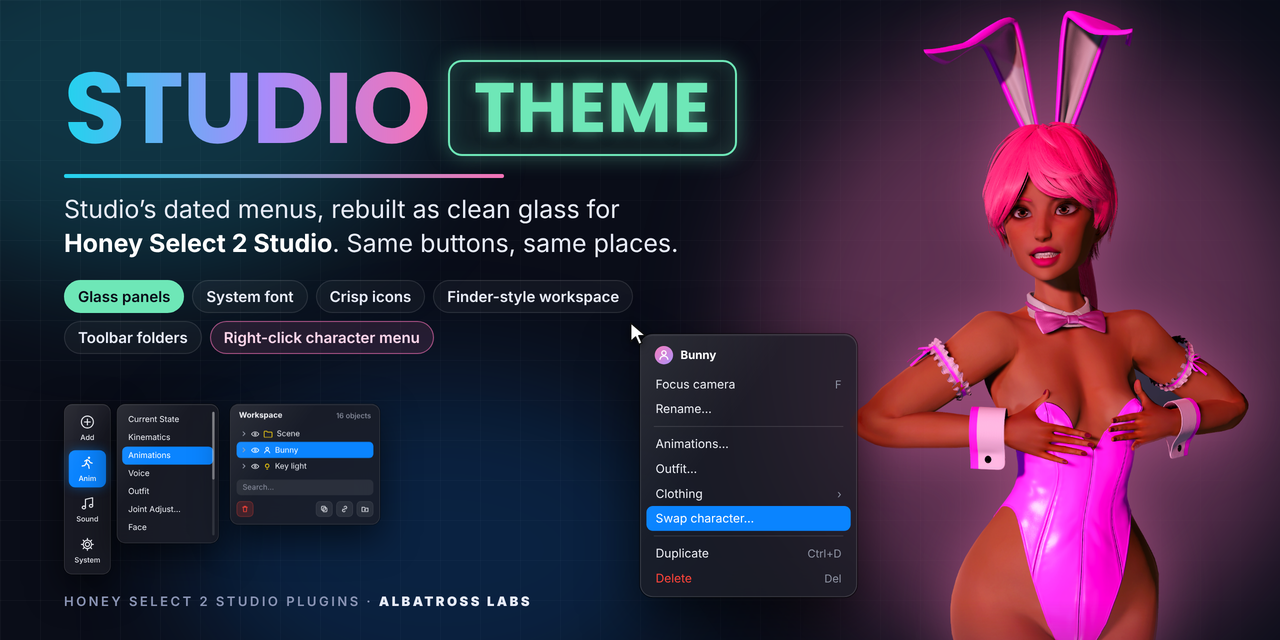 STUDIO THEME
Studio’s dated menus, rebuilt as clean glass for
Honey Select 2 Studio. Same buttons, same places.
Glass panels
System font
Crisp icons
Finder-style workspace
Toolbar folders
Right-click character menu
Add
Anim
Sound
System
Current State
Kinematics
Animations
Voice
Outfit
Joint Adjust...
Face
Workspace 16 objects
Scene
Bunny
Key light
Search...
Bunny
Focus camera F
Rename...
Animations...
Outfit...
Clothing ›
Swap character...
Duplicate Ctrl+D
Delete Del
HONEY SELECT 2 STUDIO PLUGINS · ALBATROSS LABS